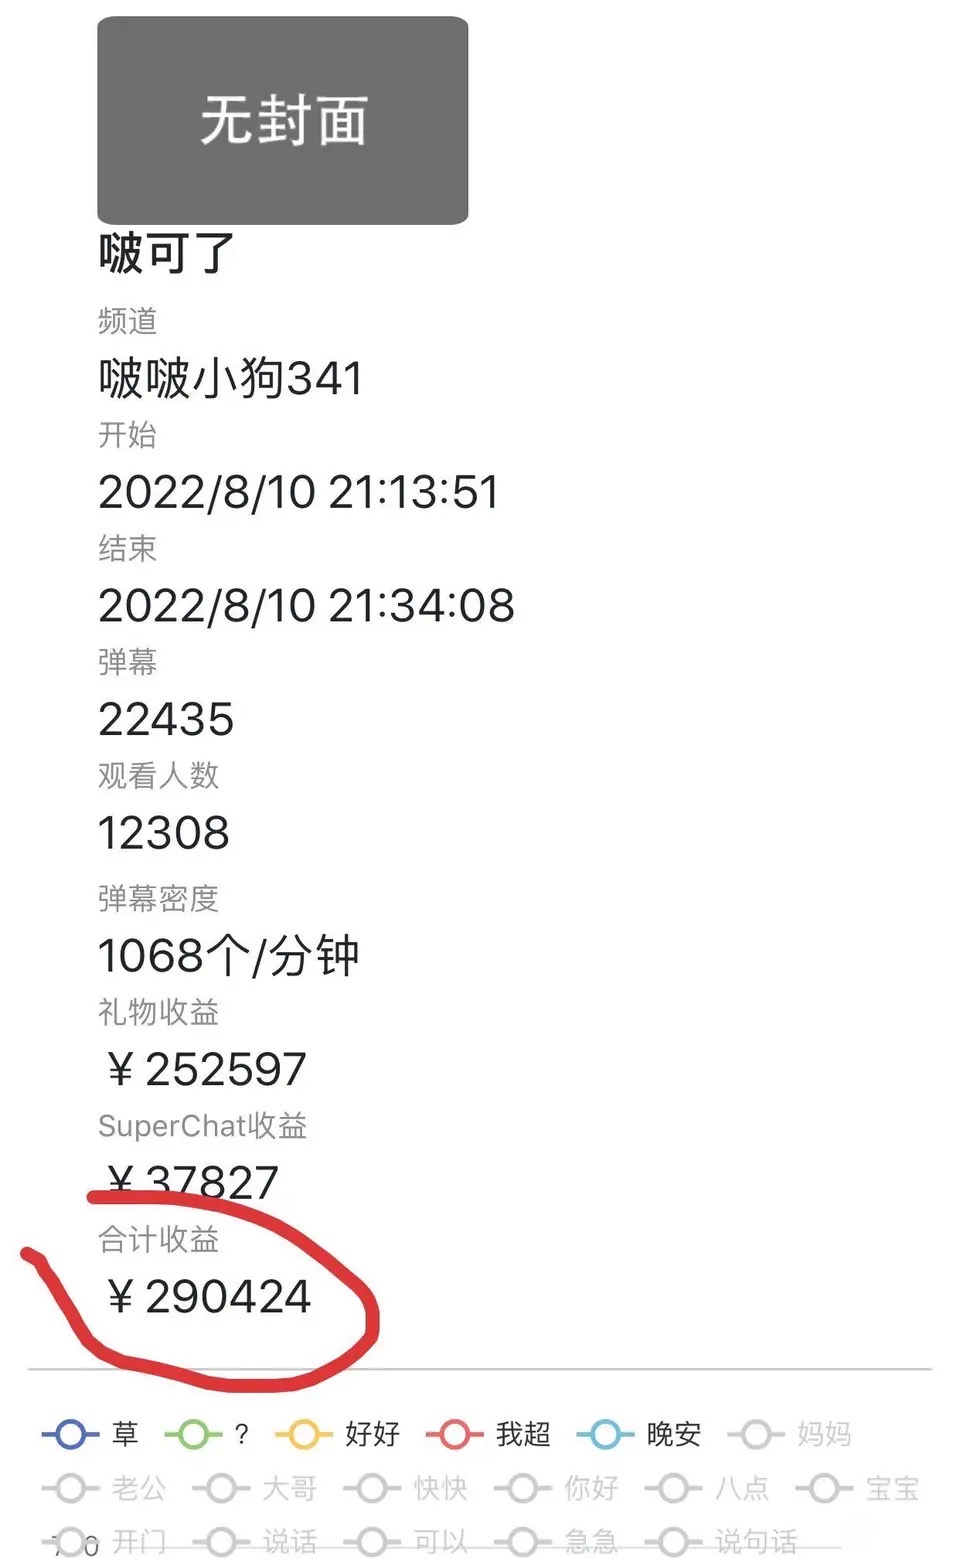 无封面
啵可了
频道
啵啵小狗341
开始
2022/8/10 21:13:51
结束
2022/8/10 21:34:08
弹幕
22435
观看人数
12308
弹幕密度
1068个/分钟
礼物收益
¥ 252597
SuperChat收益
¥ 37827
合计收益
¥ 290424
草 ? 好好 我超 晚安 妈妈
老公 大哥 快快 你好 八点 宝宝
开门 说话 可以 急急 说句话